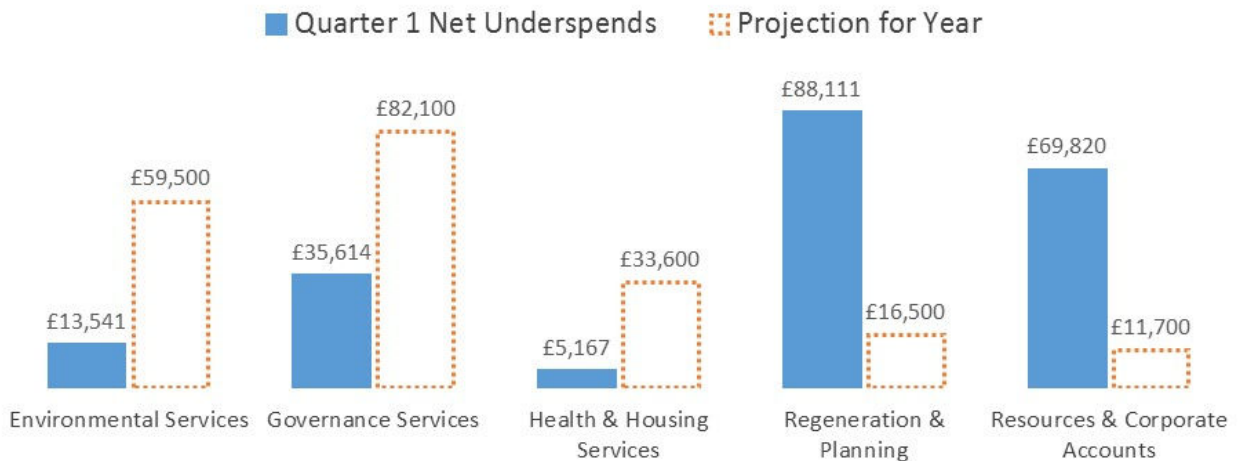 Quarter 1 Net Underspends
Projection for Year
£13,541
£59,500
£35,614
£82,100
£5,167
£33,600
£88,111
£16,500
£69,820
£11,700
Environmental Services
Governance Services
Health & Housing
Services
Regeneration &
Planning
Resources & Corporate
Accounts